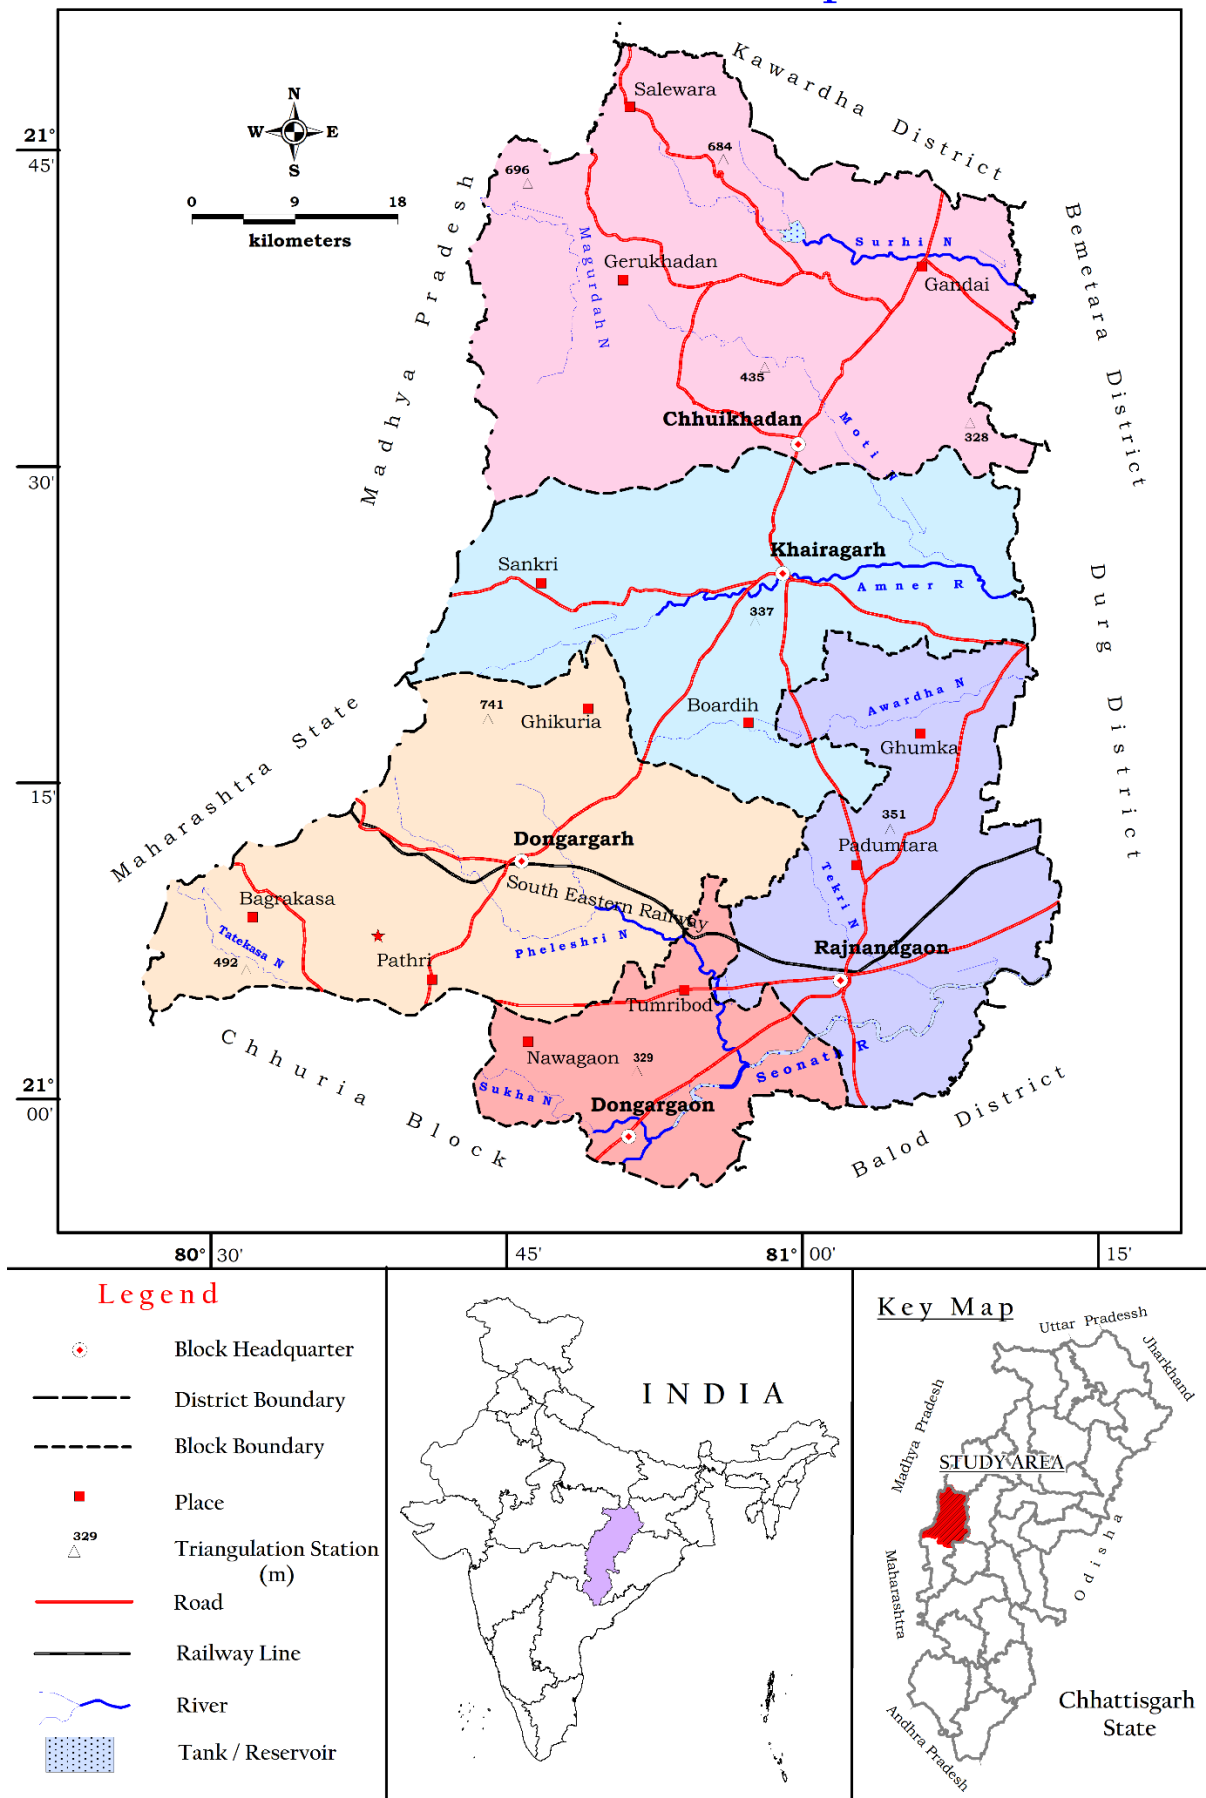 Kawardha District
N
W E
S
0 9 18
kilometers
21°
45'
30'
15'
21°
00'
Salewara
684
696
Madhya Pradesh
Magurdah N
Gerukhadan
Surhi N
Gandai
Bemetara District
435
Chhuikhadan
Moti N
328
Khairagarh
Sankri
Amner R
337
Durg District
Maharashtra State
741
Ghikuria
Boardih
Awardha N
Ghumka
351
Padumtara
Dongargarh
South Eastern Railway
Tekri N
Bagrakasa
Tatekasa N
492
Pathri
Pheleshri N
Rajnandgaon
Tumribod
Nawagaon
329
Seonath R
Sukha N
Dongargaon
Chhuria Block
Balod District
80° 30'
45'
81° 00'
15'
Legend
Block Headquarter
District Boundary
Block Boundary
Place
329
Triangulation Station
(m)
Road
Railway Line
River
Tank / Reservoir
INDIA
Key Map
Uttar Pradessh
Jharkhand
Madhya Pradesh
STUDY AREA
Odisha
Maharashtra
Andhra Pradesh
Chhattisgarh
State